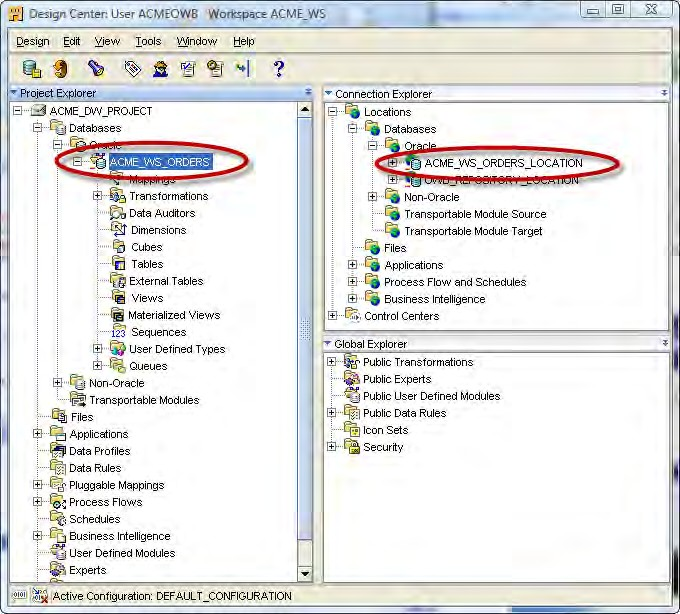 Design Center: User ACMEOWB Workspace ACME_WS
Design Edit View Tools Window Help
Project Explorer
ACME_DW_PROJECT
Databases
Oracle
ACME_WS_ORDERS
Mappings
Transformations
Data Auditors
Dimensions
Cubes
Tables
External Tables
Views
Materialized Views
123 Sequences
User Defined Types
Queues
Non-Oracle
Transportable Modules
Files
Applications
Data Profiles
Data Rules
Pluggable Mappings
Process Flows
Schedules
Business Intelligence
User Defined Modules
Experts
Connection Explorer
Locations
Databases
Oracle
ACME_WS_ORDERS_LOCATION
OWB_REPOSITORY_LOCATION
Non-Oracle
Transportable Module Source
Transportable Module Target
Files
Applications
Process Flow and Schedules
Business Intelligence
Control Centers
Global Explorer
Public Transformations
Public Experts
Public User Defined Modules
Public Data Rules
Icon Sets
Security
Active Configuration: DEFAULT_CONFIGURATION